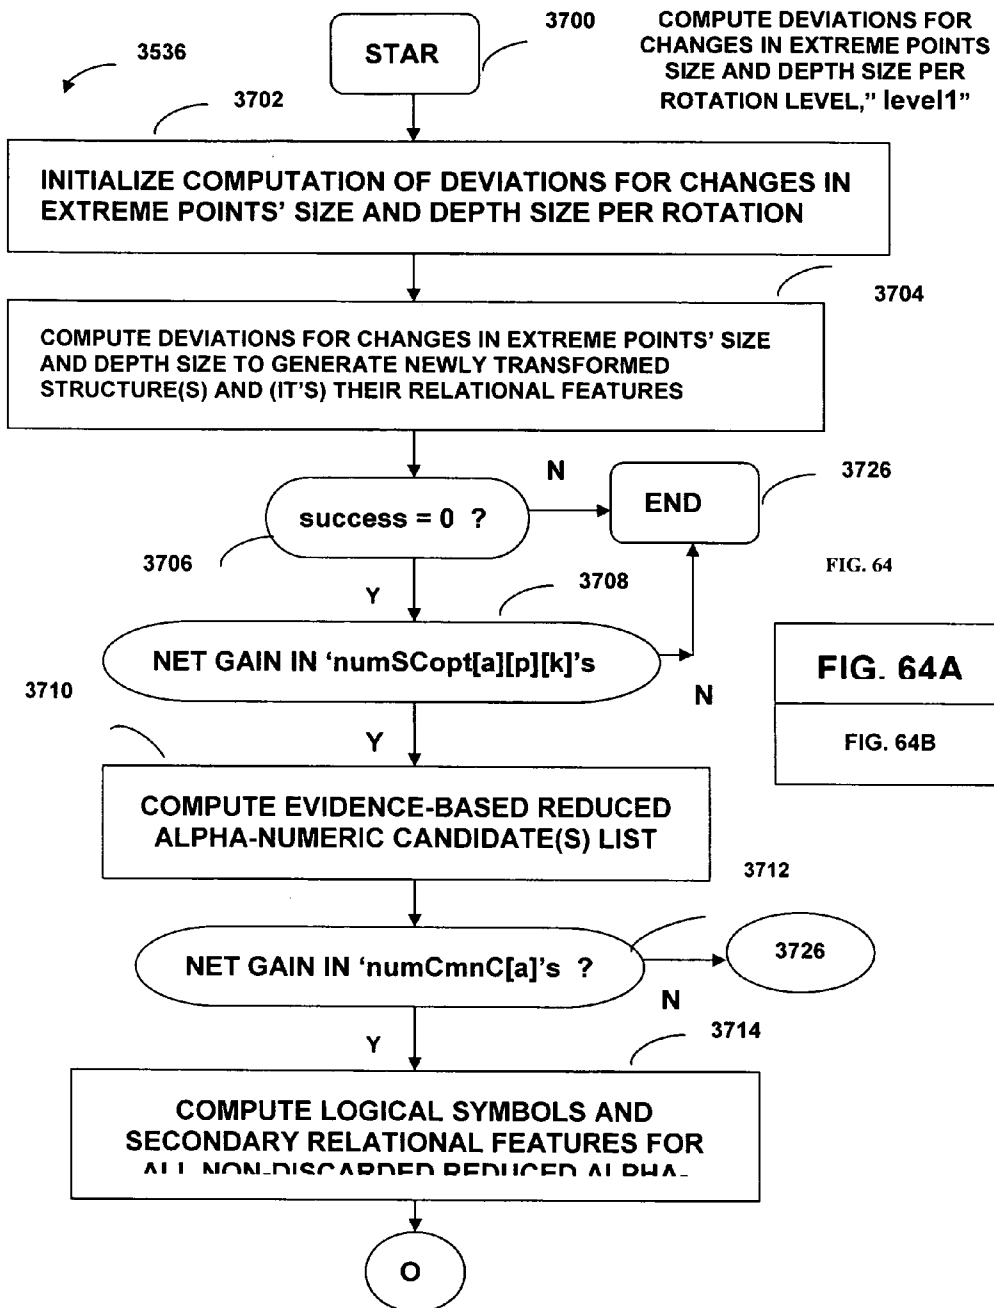 3700
COMPUTE DEVIATIONS FOR
CHANGES IN EXTREME POINTS
SIZE AND DEPTH SIZE PER
ROTATION LEVEL,” level1”
3536
STAR
3702
INITIALIZE COMPUTATION OF DEVIATIONS FOR CHANGES IN
EXTREME POINTS’ SIZE AND DEPTH SIZE PER ROTATION
3704
COMPUTE DEVIATIONS FOR CHANGES IN EXTREME POINTS’ SIZE
AND DEPTH SIZE TO GENERATE NEWLY TRANSFORMED
STRUCTURE(S) AND (IT’S) THEIR RELATIONAL FEATURES
success = 0 ?
3706
N
END
3726
FIG. 64
Y
3708
NET GAIN IN ‘numSCopt[a][p][k]’s
N
FIG. 64A
FIG. 64B
3710
Y
COMPUTE EVIDENCE-BASED REDUCED
ALPHA-NUMERIC CANDIDATE(S) LIST
3712
NET GAIN IN ‘numCmnC[a]’s ?
N
3726
Y
3714
COMPUTE LOGICAL SYMBOLS AND
SECONDARY RELATIONAL FEATURES FOR
ALL NON-DISCARDED REDUCED ALPHA-
O